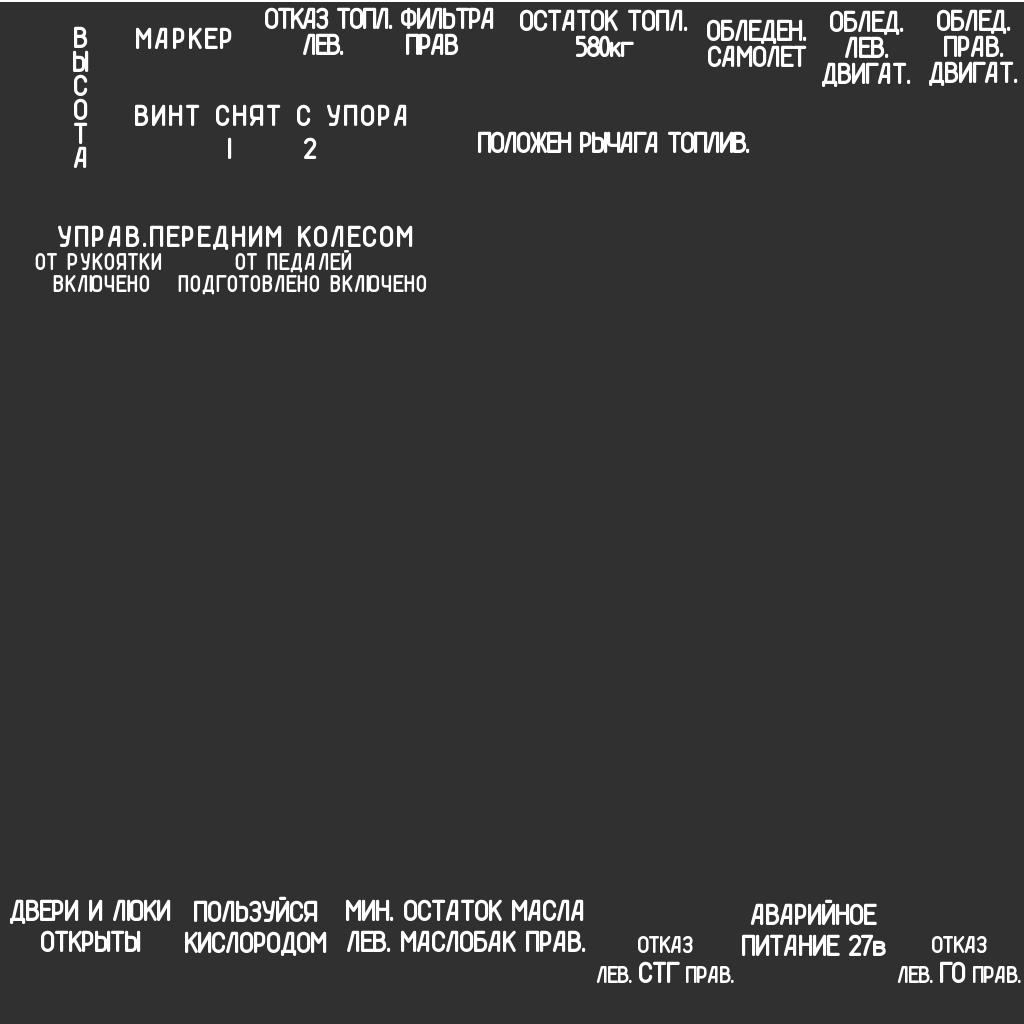 ВЫСОТА
МАРКЕР
ОТКАЗ ТОПЛ. ФИЛЬТРА
ЛЕВ. ПРАВ
ОСТАТОК ТОПЛ.
580кг
ОБЛЕДЕН.
САМОЛЕТ
ОБЛЕД.
ЛЕВ.
ДВИГАТ.
ОБЛЕД.
ПРАВ.
ДВИГАТ.
ВИНТ СНЯТ С УПОРА
1 2
ПОЛОЖЕН РЫЧАГА ТОПЛИВ.
УПРАВ.ПЕРЕДНИМ КОЛЕСОМ
ОТ РУКОЯТКИ ОТ ПЕДАЛЕЙ
ВКЛЮЧЕНО ПОДГОТОВЛЕНО ВКЛЮЧЕНО
ДВЕРИ И ЛЮКИ
ОТКРЫТЫ
ПОЛЬЗУЙСЯ
КИСЛОРОДОМ
МИН. ОСТАТОК МАСЛА
ЛЕВ. МАСЛОБАК ПРАВ.
ОТКАЗ
ЛЕВ. СТГ ПРАВ.
АВАРИЙНОЕ
ПИТАНИЕ 27в
ОТКАЗ
ЛЕВ. ГО ПРАВ.